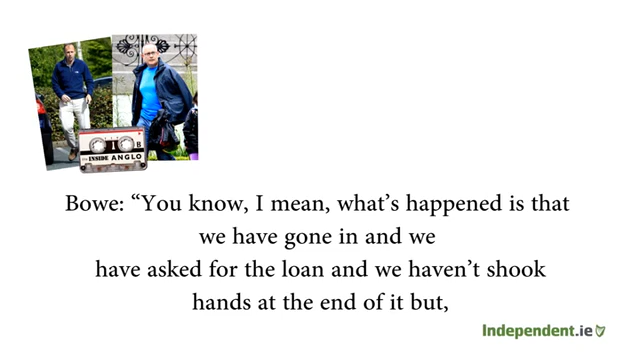 INSIDE ANGLO
Bowe: “You know, I mean, what’s happened is that
we have gone in and we
have asked for the loan and we haven’t shook
hands at the end of it but,
Independent.ie